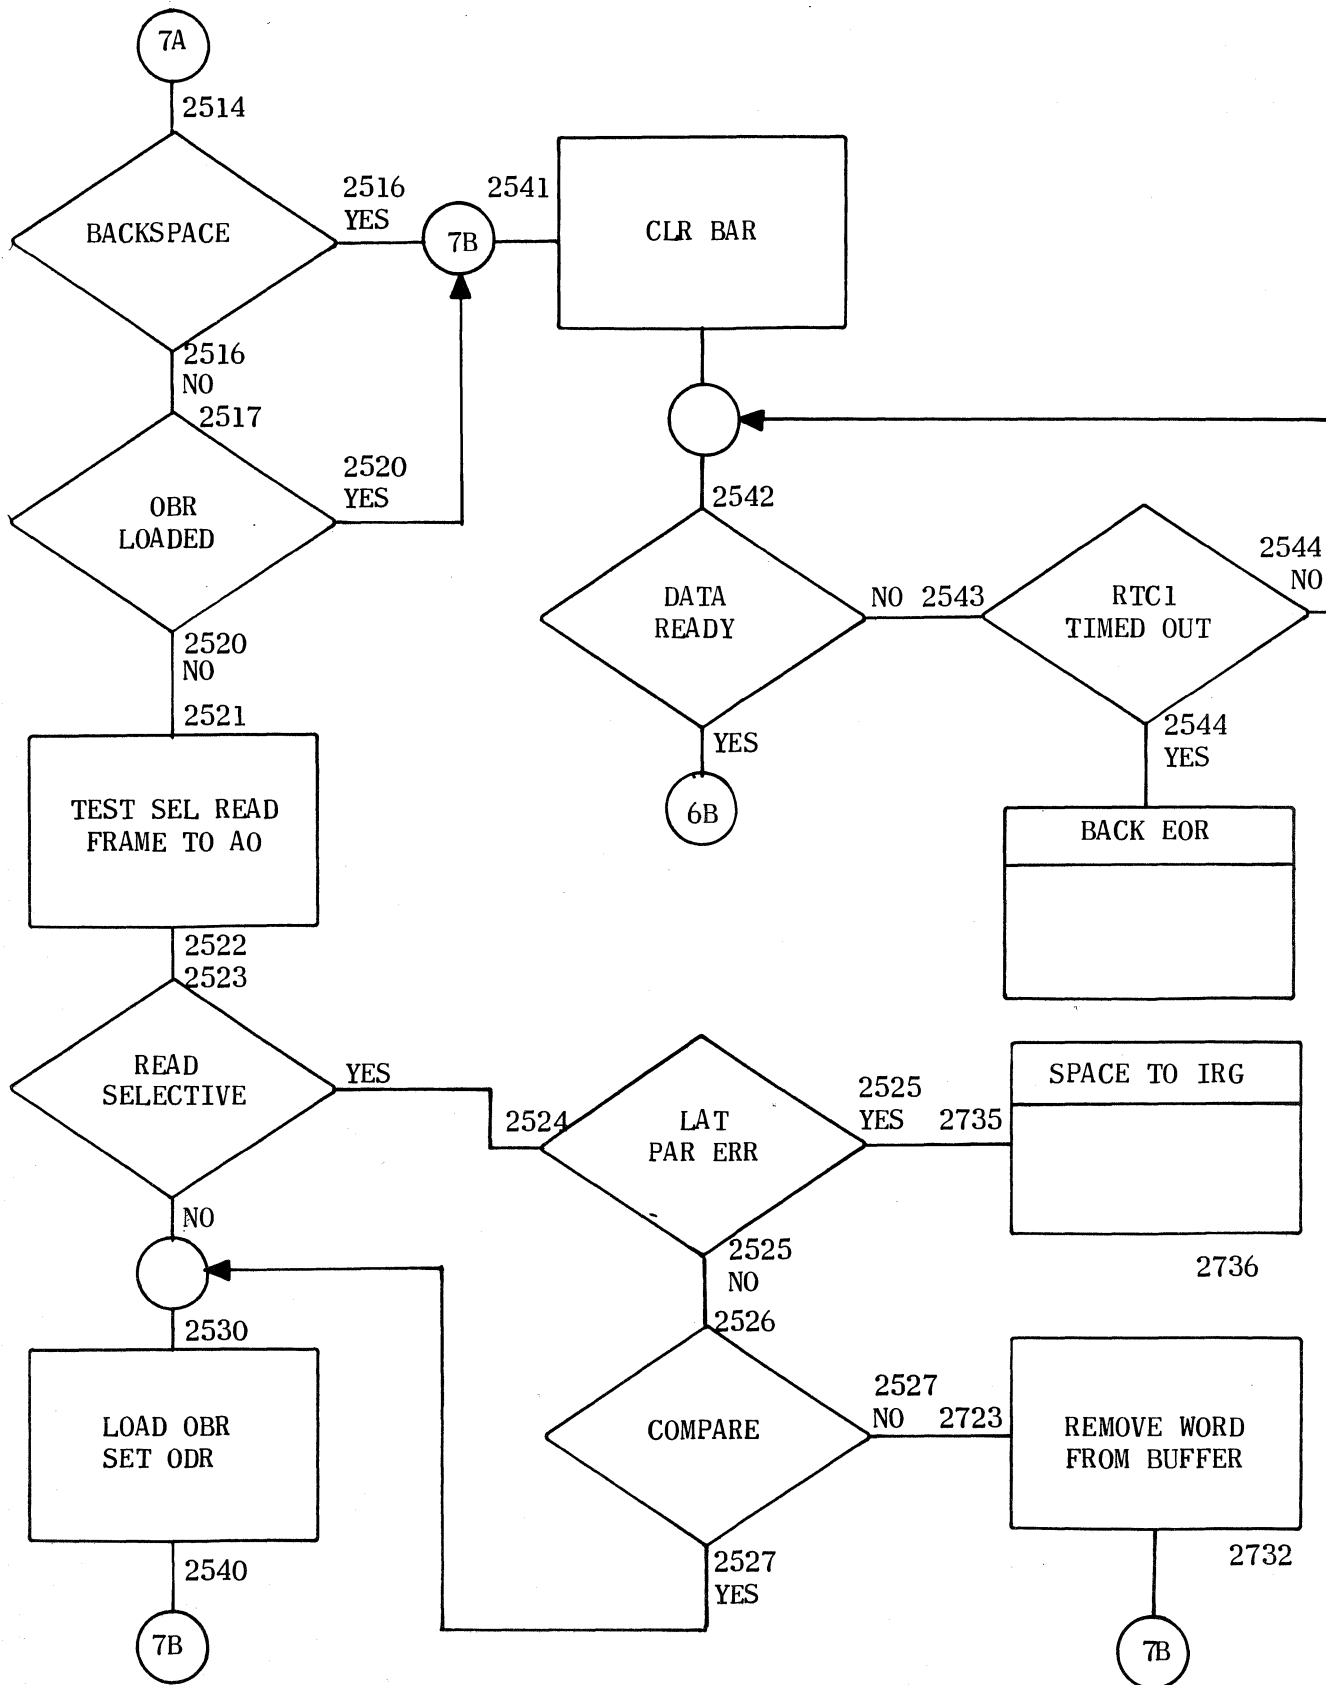 7A
2514
BACKSPACE
2516
YES
7B
2541
CLR BAR
2516
NO
2517
OBR
LOADED
2520
YES
2520
NO
2521
TEST SEL READ
FRAME TO AO
2522
2523
READ
SELECTIVE
YES
NO
2530
LOAD OBR
SET ODR
2540
7B
2542
DATA
READY
NO 2543
YES
6B
RTC1
TIMED OUT
2544
NO
2544
YES
BACK EOR
2524
LAT
PAR ERR
2525
YES 2735
SPACE TO IRG
2736
2525
NO
2526
COMPARE
2527
NO 2723
REMOVE WORD
FROM BUFFER
2732
7B
2527
YES